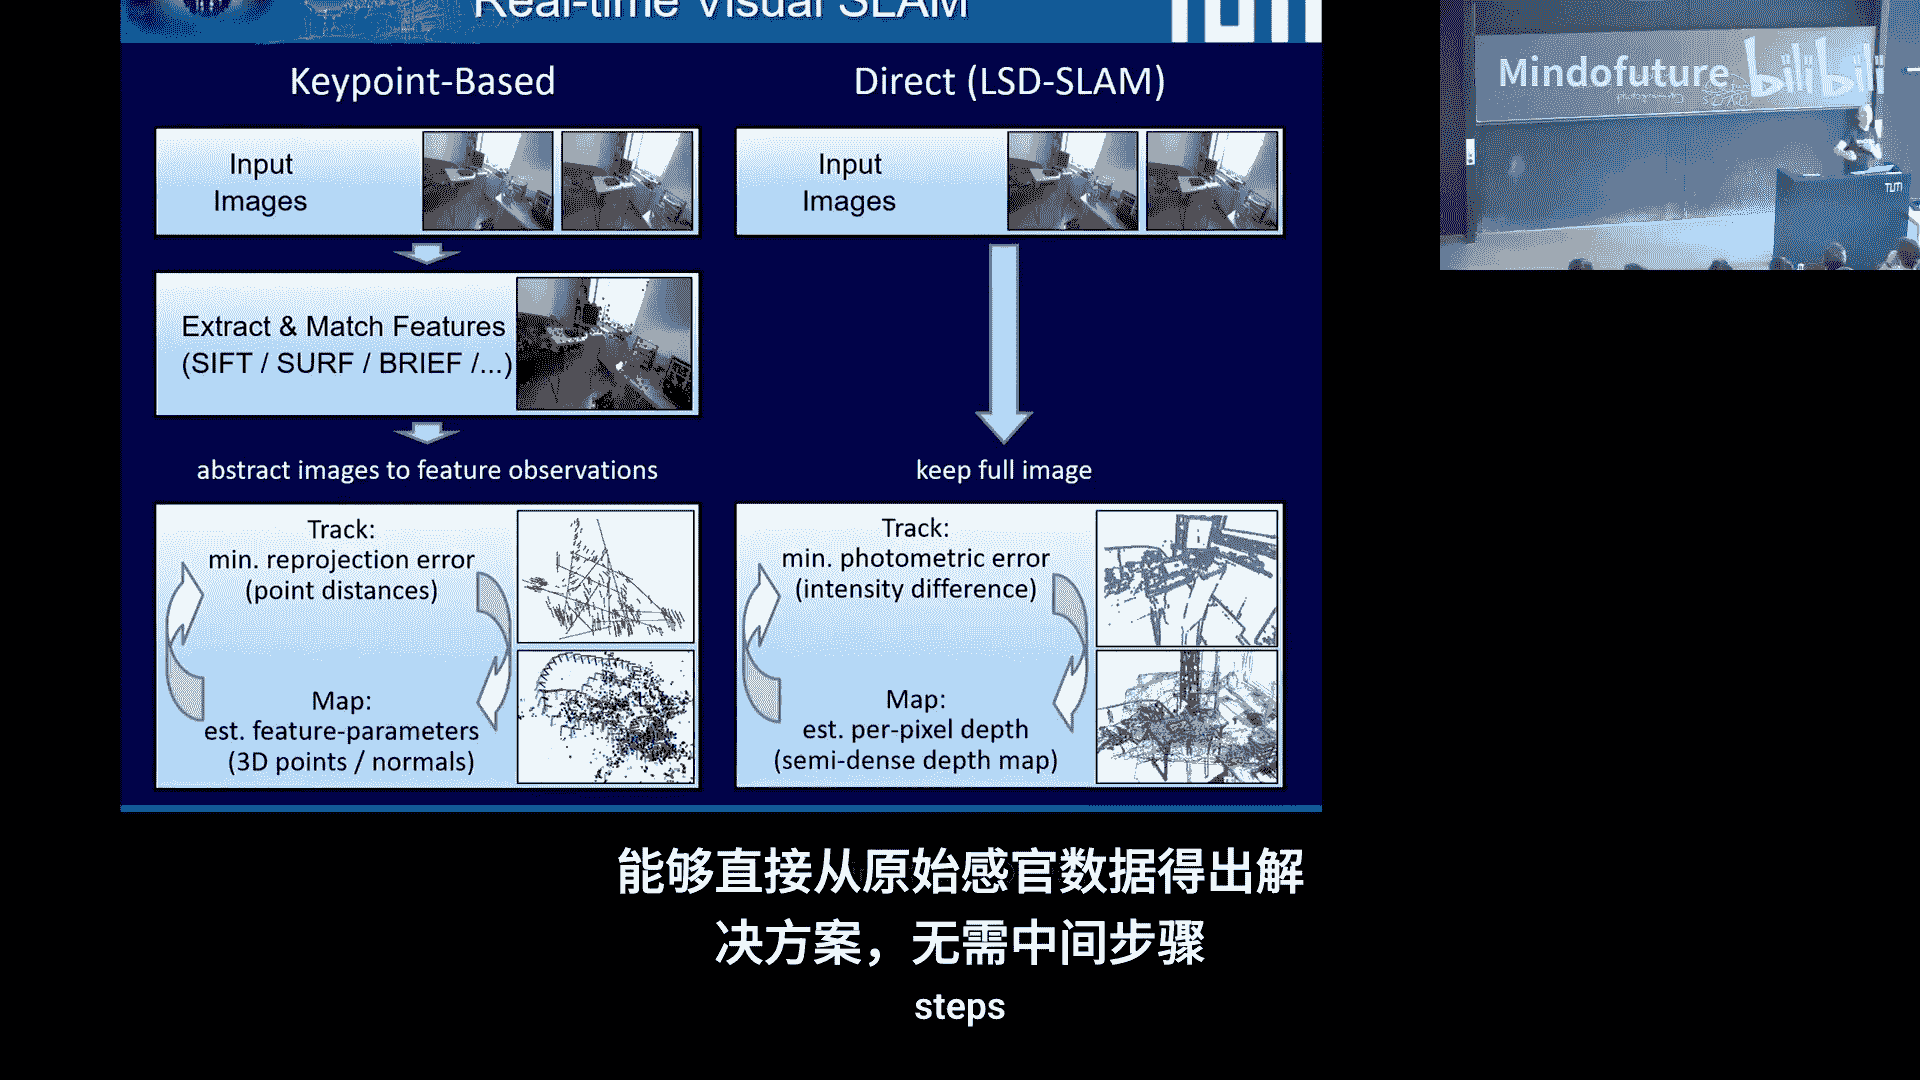 Real-time Visual SLAM
TUM
Keypoint-Based
Direct (LSD-SLAM)
Input
Images
Input
Images
Extract & Match Features
(SIFT / SURF / BRIEF /...)
abstract images to feature observations
keep full image
Track:
min. reprojection error
(point distances)
Map:
est. feature-parameters
(3D points / normals)
Track:
min. photometric error
(intensity difference)
Map:
est. per-pixel depth
(semi-dense depth map)
Mindofuture
bilibili
TUM
能够直接从原始感官数据得出解
决方案，无需中间步骤
steps